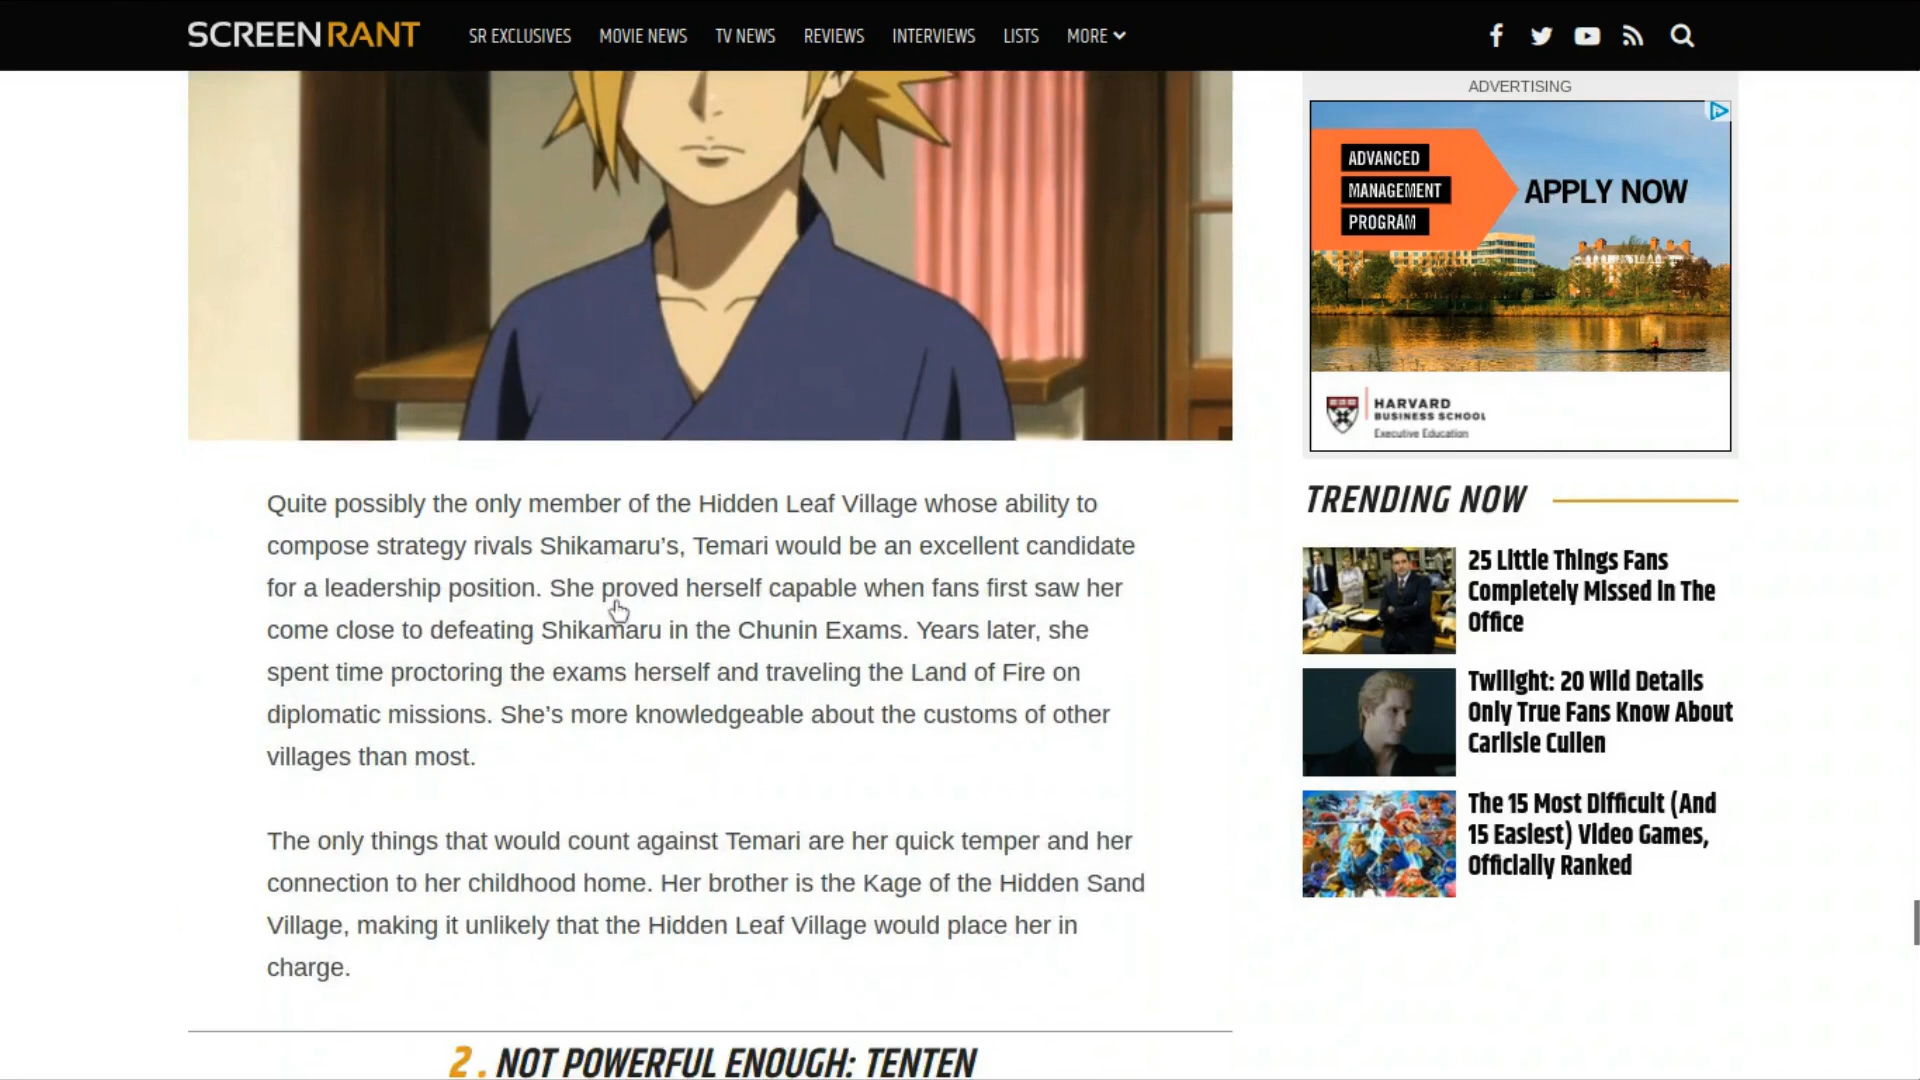 SCREENRANT
SR EXCLUSIVES MOVIE NEWS TV NEWS REVIEWS INTERVIEWS LISTS MORE
ADVERTISING
ADVANCED
MANAGEMENT
PROGRAM
APPLY NOW
HARVARD
BUSINESS SCHOOL
Executive Education
Quite possibly the only member of the Hidden Leaf Village whose ability to
compose strategy rivals Shikamaru’s, Temari would be an excellent candidate
for a leadership position. She proved herself capable when fans first saw her
come close to defeating Shikamaru in the Chunin Exams. Years later, she
spent time proctoring the exams herself and traveling the Land of Fire on
diplomatic missions. She’s more knowledgeable about the customs of other
villages than most.
The only things that would count against Temari are her quick temper and her
connection to her childhood home. Her brother is the Kage of the Hidden Sand
Village, making it unlikely that the Hidden Leaf Village would place her in
charge.
2. NOT POWERFUL ENOUGH: TENTEN
TRENDING NOW
25 Little Things Fans
Completely Missed In The
Office
Twilight: 20 Wild Details
Only True Fans Know About
Carlisle Cullen
The 15 Most Difficult (And
15 Easiest) Video Games,
Officially Ranked